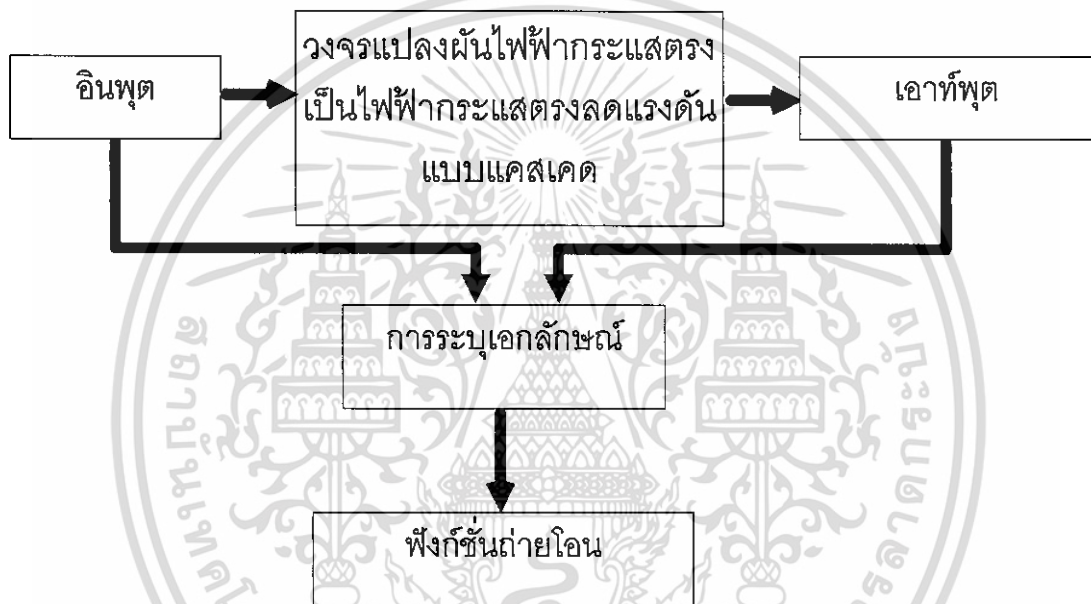 อินพุต
วงจรแปลงผันไฟฟ้ากระแสตรง
เป็นไฟฟ้ากระแสตรงลดแรงดัน
แบบแคสเคด
เอาท์พุต
การระบุเอกลักษณ์
ฟังก์ชั่นถ่ายโอน